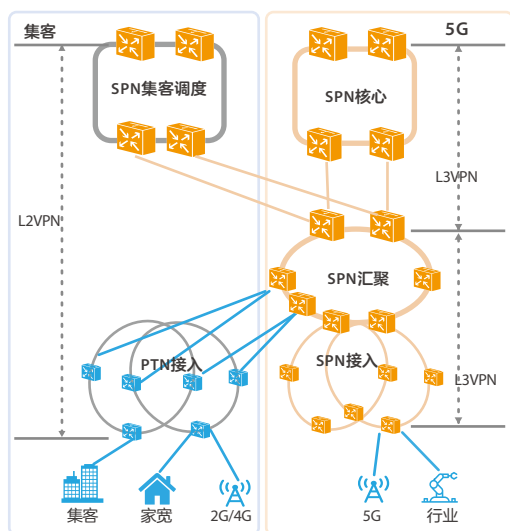 集客
5G
SPN集客调度
SPN核心
L3VPN
L2VPN
SPN汇聚
PTN接入
SPN接入
L3VPN
集客
家宽
2G/4G
5G
行业